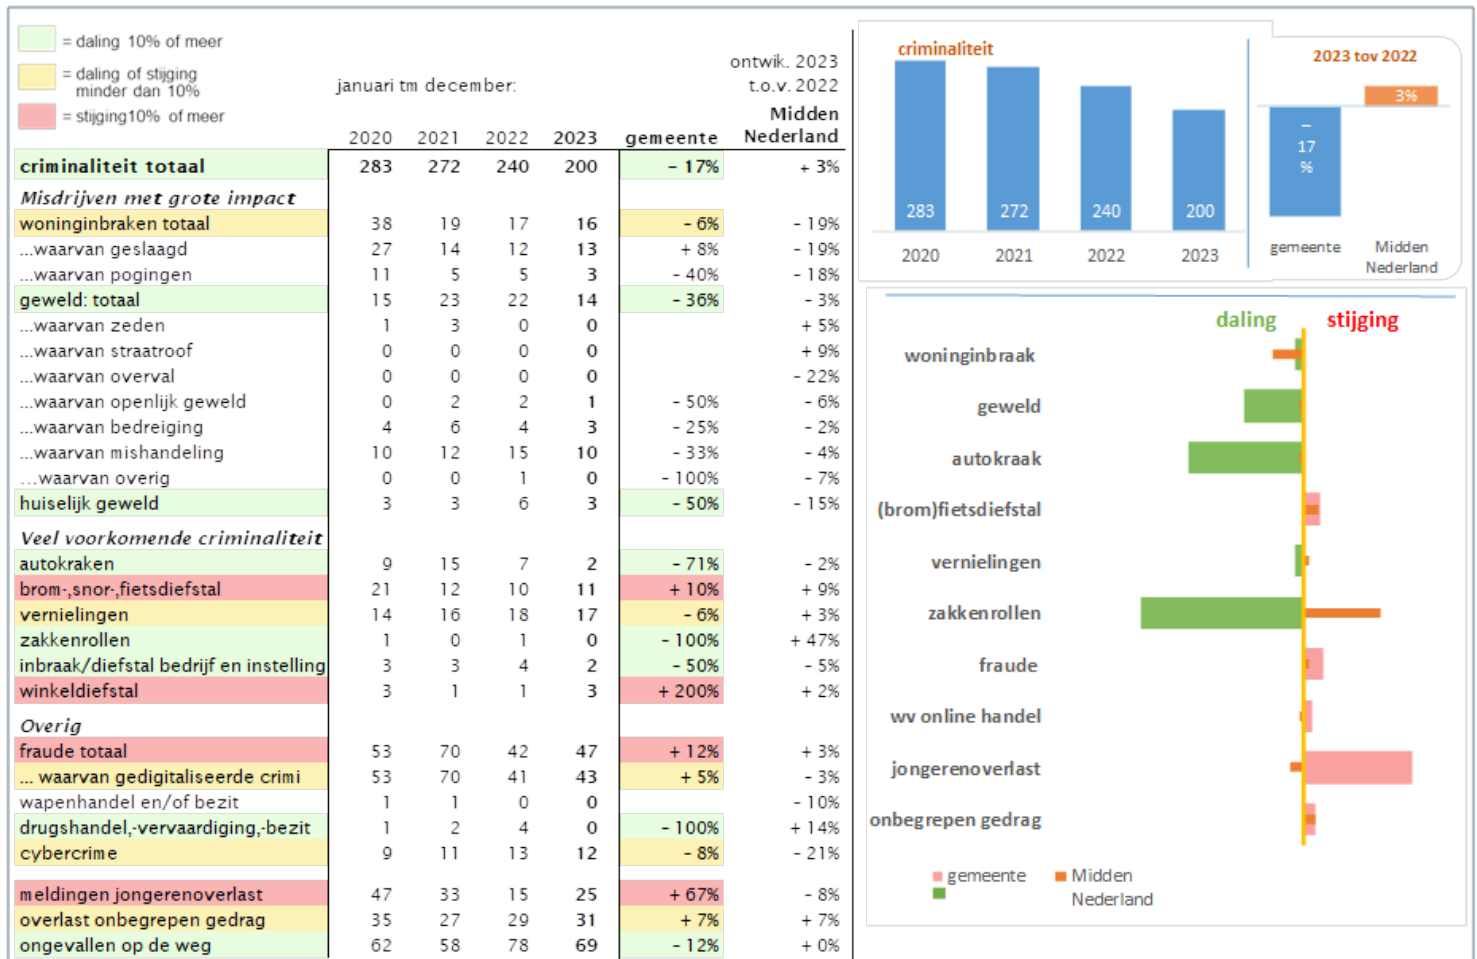 = daling 10% of meer
= daling of stijging
minder dan 10%
= stijging10% of meer
januari tm december:
ontwik. 2023
t.o.v. 2022
2020 2021 2022 2023 gemeente Midden Nederland
criminaliteit totaal 283 272 240 200 – 17% + 3%
Misdrijven met grote impact
woninginbraken totaal 38 19 17 16 – 6% – 19%
...waarvan geslaagd 27 14 12 13 + 8% – 19%
...waarvan pogingen 11 5 5 3 – 40% – 18%
geweld: totaal 15 23 22 14 – 36% – 3%
...waarvan zeden 1 3 0 0 + 5%
...waarvan straatroof 0 0 0 0 + 9%
...waarvan overval 0 0 0 0 – 22%
...waarvan openlijk geweld 0 2 2 1 – 50% – 6%
...waarvan bedreiging 4 6 4 3 – 25% – 2%
...waarvan mishandeling 10 12 15 10 – 33% – 4%
...waarvan overig 0 0 1 0 – 100% – 7%
huiselijk geweld 3 3 6 3 – 50% – 15%
Veel voorkomende criminaliteit
autokraken 9 15 7 2 – 71% – 2%
brom-,snor-,fietsdiefstal 21 12 10 11 + 10% + 9%
vernielingen 14 16 18 17 – 6% + 3%
zakkenrollen 1 0 1 0 – 100% + 47%
inbraak/diefstal bedrijf en instelling 3 3 4 2 – 50% – 5%
winkeldiefstal 3 1 1 3 + 200% + 2%
Overig
fraude totaal 53 70 42 47 + 12% + 3%
... waarvan gedigitaliseerde crimi 53 70 41 43 + 5% – 3%
wapenhandel en/of bezit 1 1 0 0 – 10%
drugshandel,-vervaardiging,-bezit 1 2 4 0 – 100% + 14%
cybercrime 9 11 13 12 – 8% – 21%
meldingen jongerenoverlast 47 33 15 25 + 67% – 8%
overlast onbegrepen gedrag 35 27 29 31 + 7% + 7%
ongevallen op de weg 62 58 78 69 – 12% + 0%
criminaliteit
283 272 240 200
2020 2021 2022 2023
2023 tov 2022
3%
–
17
%
gemeente
Midden
Nederland
daling stijging
woninginbraak
geweld
autokraak
(brom)fietsdiefstal
vernielingen
zakkenrollen
fraude
wv online handel
jongerenoverlast
onbegrepen gedrag
gemeente Midden
Nederland